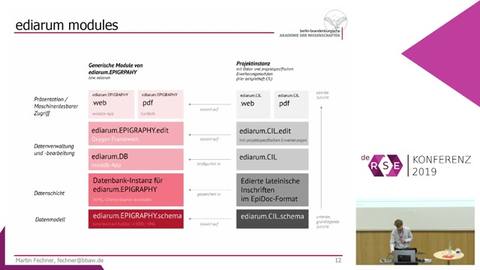 ediarum modules
berlin-brandenburgische
AKADEMIE DER WISSENSCHAFTEN
Generische Module von
ediarum.EPIGRPAHY
Projektinstanz
Präsentation /
Maschinenlesbarer
Zugriff
ediarum.EPIGRAPHY
web
ediarum.EPIGRAPHY
pdf
ediarum.CIL
web
ediarum.CIL
pdf
Datenverwaltung
und -bearbeitung
ediarum.EPIGRAPHY.edit
ediarum.CIL.edit
ediarum.DB
ediarum.CIL
Datenschicht
Datenbank-Instanz für
ediarum.EPIGRAPHY
Edierte lateinische
Inschriften
im EpiDoc-Format
Datenmodell
ediarum.EPIGRAPHY.schema
ediarum.CIL.schema
Martin Fechner, fechner@bbaw.de
12
de
RSE
KONFERENZ
2019